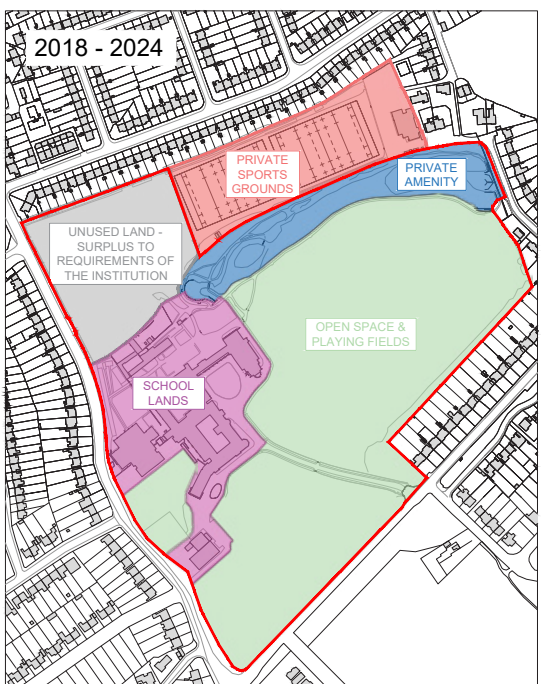 2018 - 2024
PRIVATE
SPORTS
GROUNDS
PRIVATE
AMENITY
UNUSED LAND -
SURPLUS TO
REQUIREMENTS OF
THE INSTITUTION
OPEN SPACE &
PLAYING FIELDS
SCHOOL
LANDS